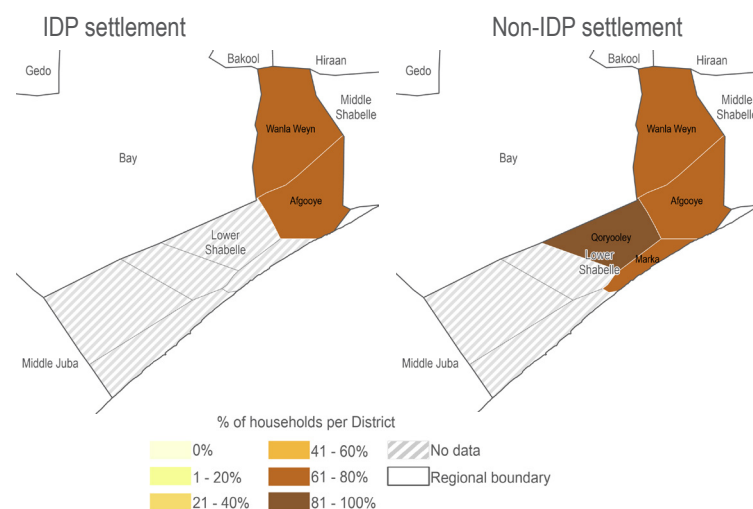 IDP settlement
Non-IDP settlement
Gedo
Bakool
Hiraan
Middle
Shabelle
Bay
Wanla Weyn
Afgooye
Lower
Shabelle
Middle Juba
Gedo
Bakool
Hiraan
Middle
Shabelle
Bay
Wanla Weyn
Afgooye
Qoryooley
Lower
Shabelle
Marka
Middle Juba
% of households per District
0%
1 - 20%
21 - 40%
41 - 60%
61 - 80%
81 - 100%
No data
Regional boundary